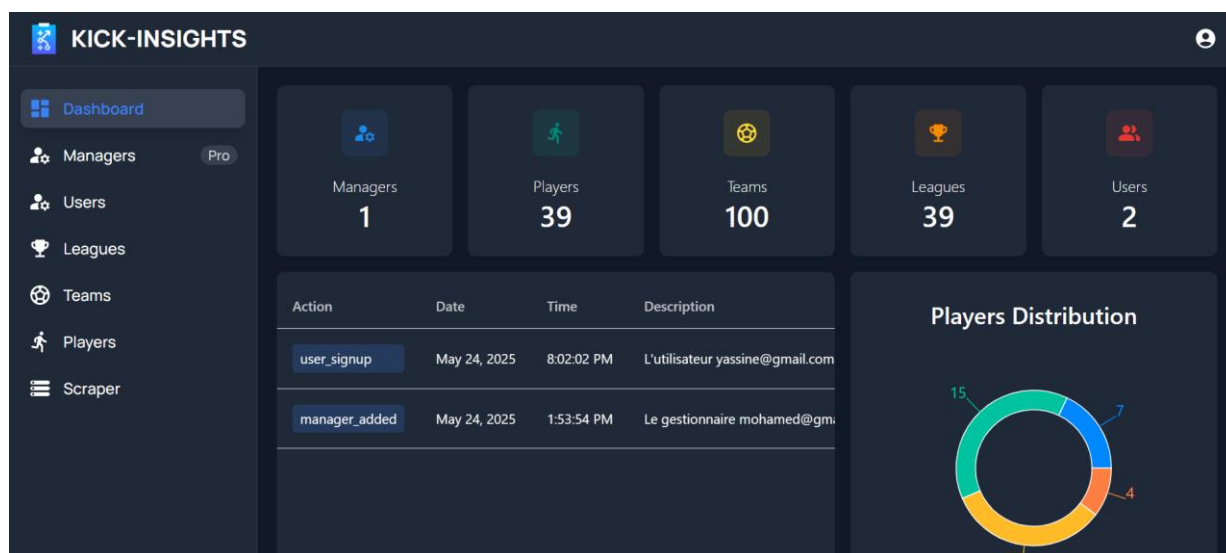 KICK-INSIGHTS
Dashboard
Managers Pro
Users
Leagues
Teams
Players
Scraper
Managers
1
Players
39
Teams
100
Leagues
39
Users
2
Action Date Time Description
user_signup May 24, 2025 8:02:02 PM L'utilisateur yassine@gmail.com
manager_added May 24, 2025 1:53:54 PM Le gestionnaire mohamed@gma
Players Distribution
15
7
4